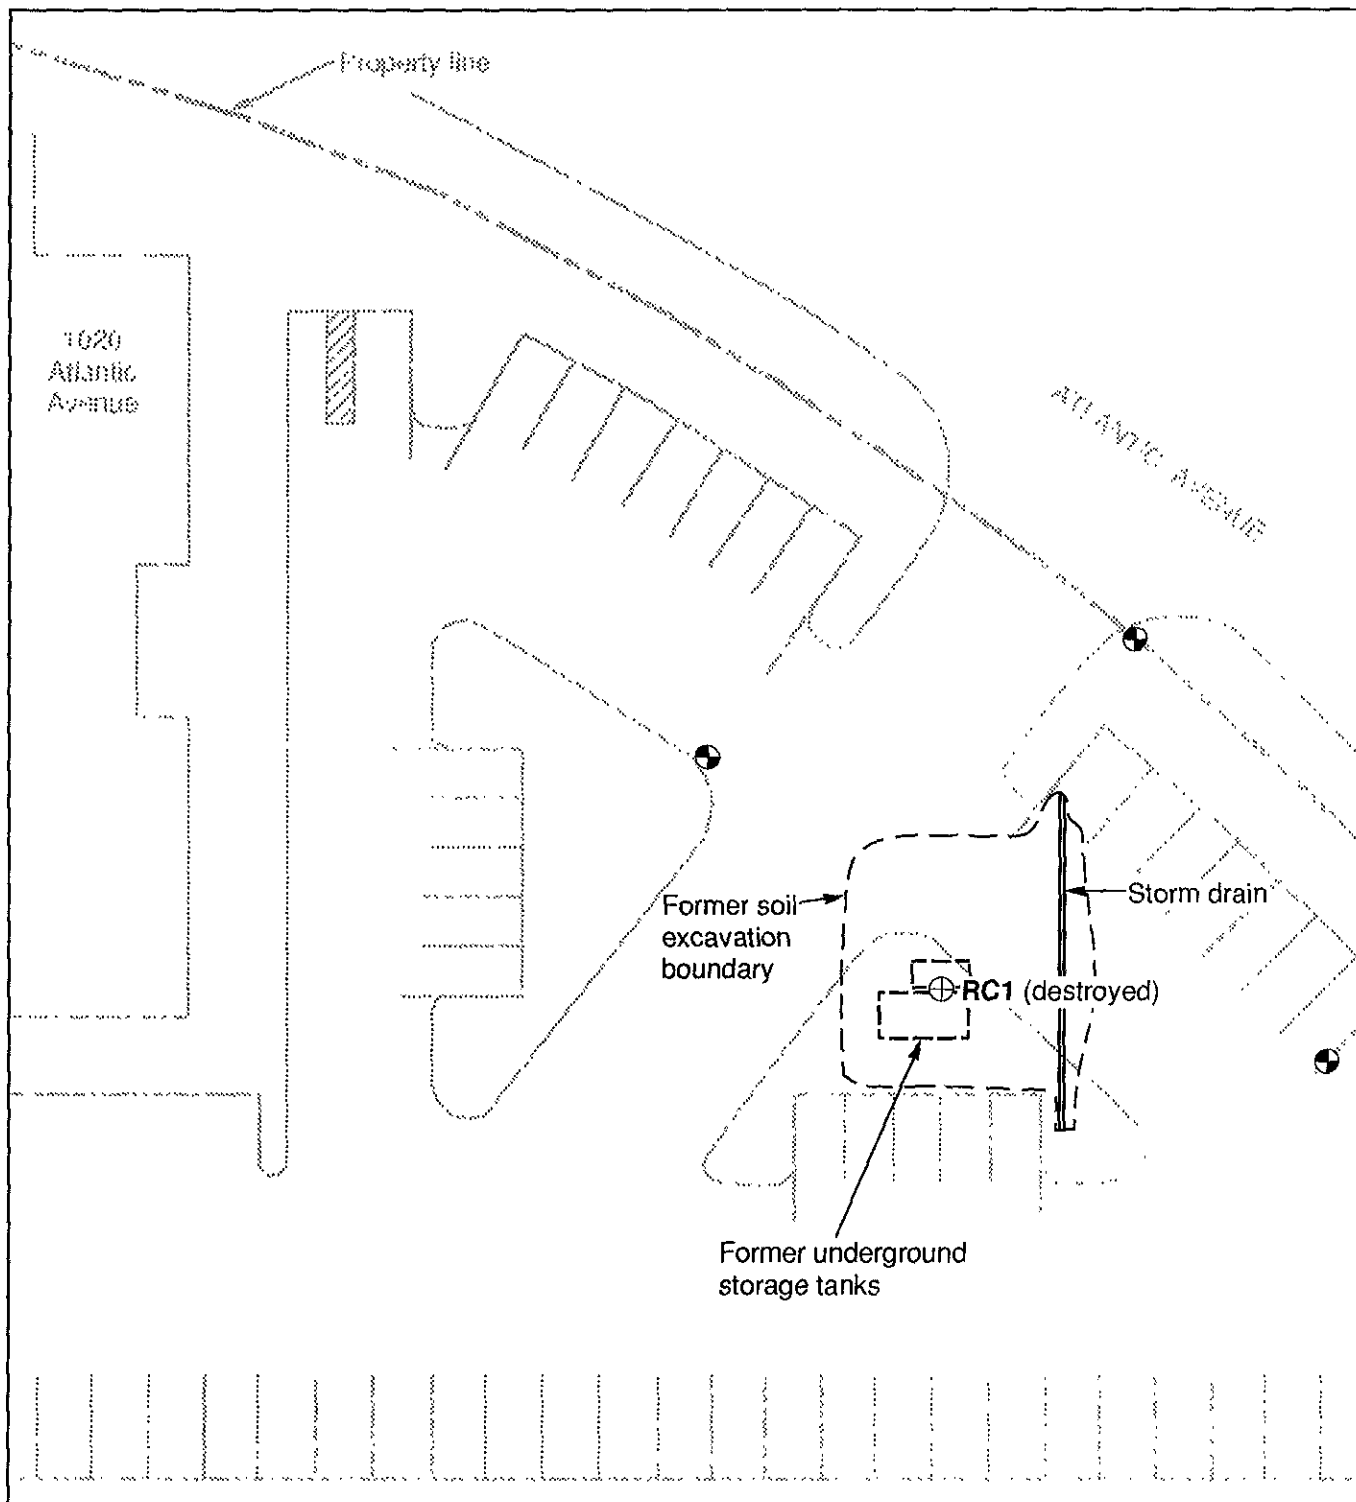 Property line
1020
Atlantic
Avenue
ATLANTIC AVENUE
Former soil
excavation
boundary
Storm drain
RC1 (destroyed)
Former underground
storage tanks